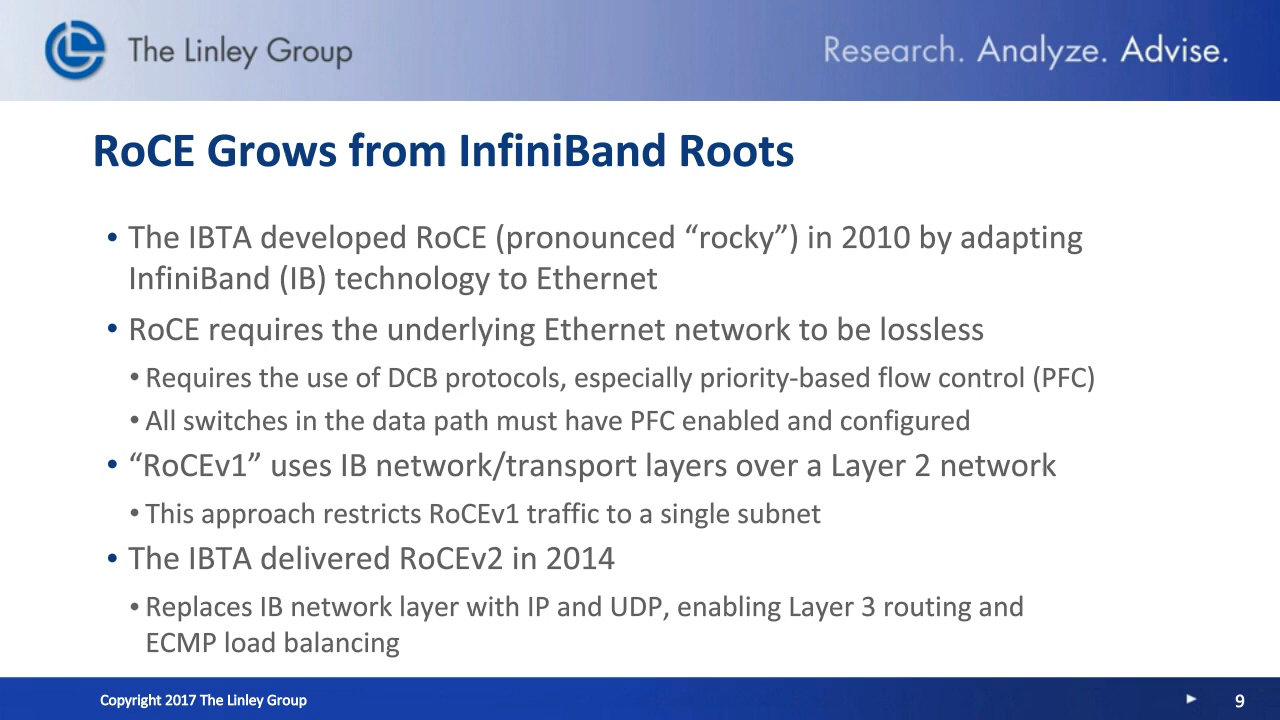 The Linley Group
Research. Analyze. Advise.
RoCE Grows from InfiniBand Roots
• The IBTA developed RoCE (pronounced “rocky”) in 2010 by adapting
InfiniBand (IB) technology to Ethernet
• RoCE requires the underlying Ethernet network to be lossless
• Requires the use of DCB protocols, especially priority-based flow control (PFC)
• All switches in the data path must have PFC enabled and configured
• “RoCEv1” uses IB network/transport layers over a Layer 2 network
• This approach restricts RoCEv1 traffic to a single subnet
• The IBTA delivered RoCEv2 in 2014
• Replaces IB network layer with IP and UDP, enabling Layer 3 routing and
ECMP load balancing
Copyright 2017 The Linley Group
9